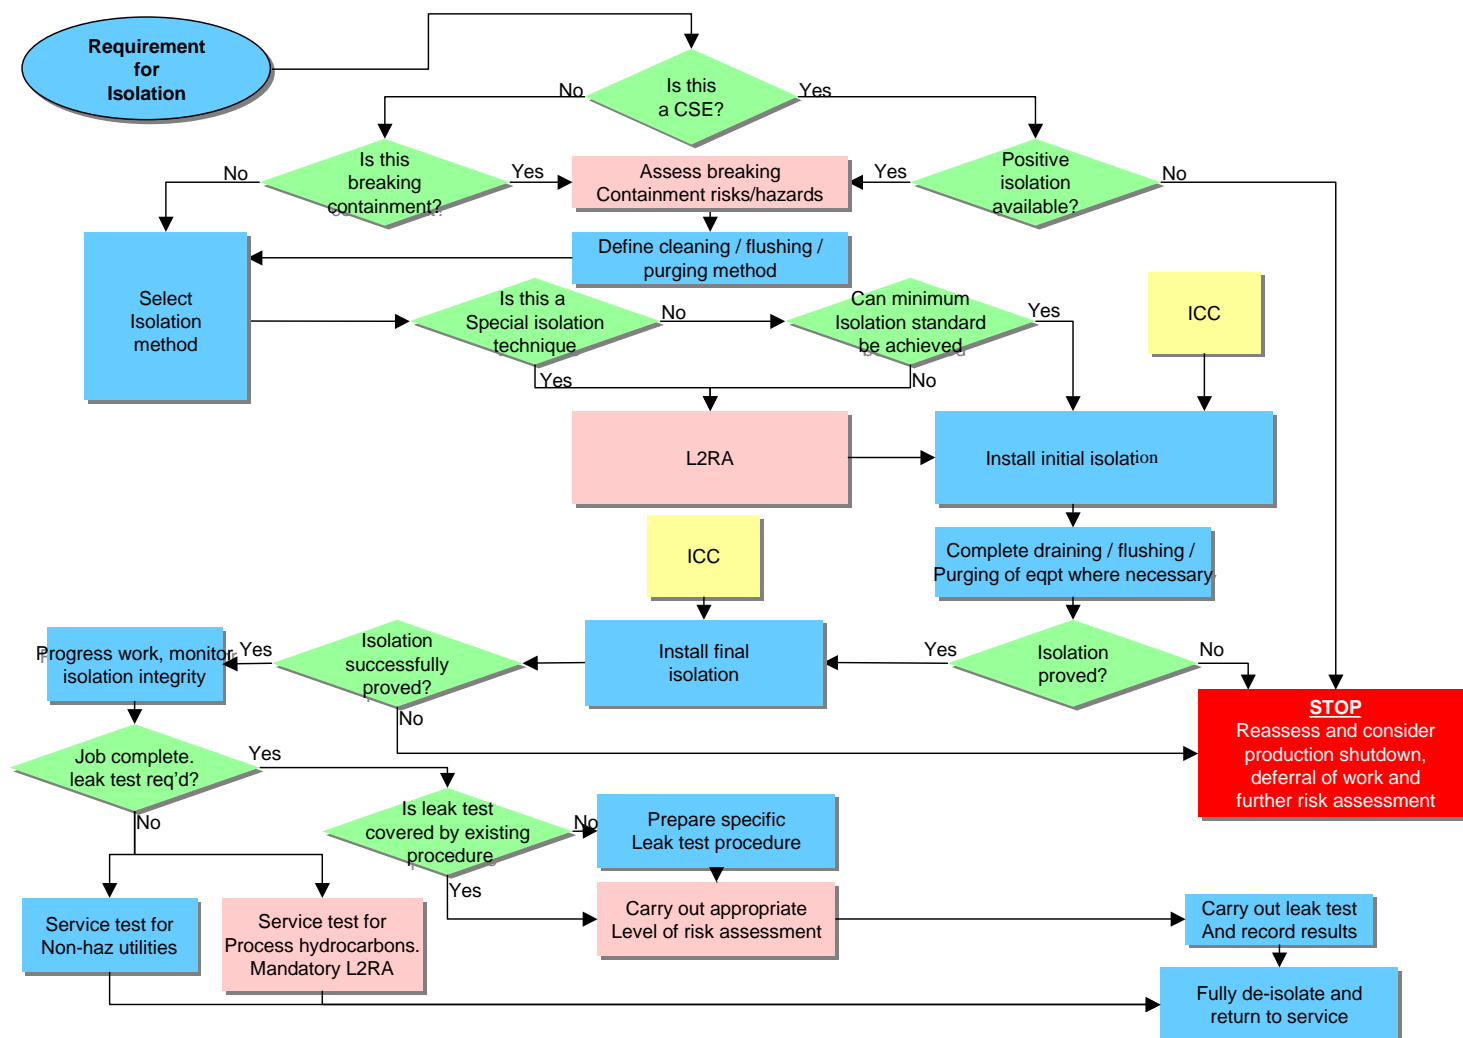 Requirement
for
Isolation
Is this
a CSE?
No
Yes
Is this
breaking
containment?
No
Yes
Assess breaking
Containment risks/hazards
Yes
Positive
isolation
available?
No
Define cleaning / flushing /
purging method
Select
Isolation
method
Is this a
Special isolation
technique
No
Yes
Can minimum
Isolation standard
be achieved
Yes
No
ICC
L2RA
Install initial isolation
ICC
Complete draining / flushing /
Purging of eqpt where necessary
Progress work, monitor
isolation integrity
Yes
Isolation
successfully
proved?
No
Install final
isolation
Yes
Isolation
proved?
No
STOP
Reassess and consider
production shutdown,
deferral of work and
further risk assessment
Job complete.
leak test req'd?
Yes
No
Is leak test
covered by existing
procedure
No
Yes
Prepare specific
Leak test procedure
Service test for
Non-haz utilities
Service test for
Process hydrocarbons.
Mandatory L2RA
Carry out appropriate
Level of risk assessment
Carry out leak test
And record results
Fully de-isolate and
return to service